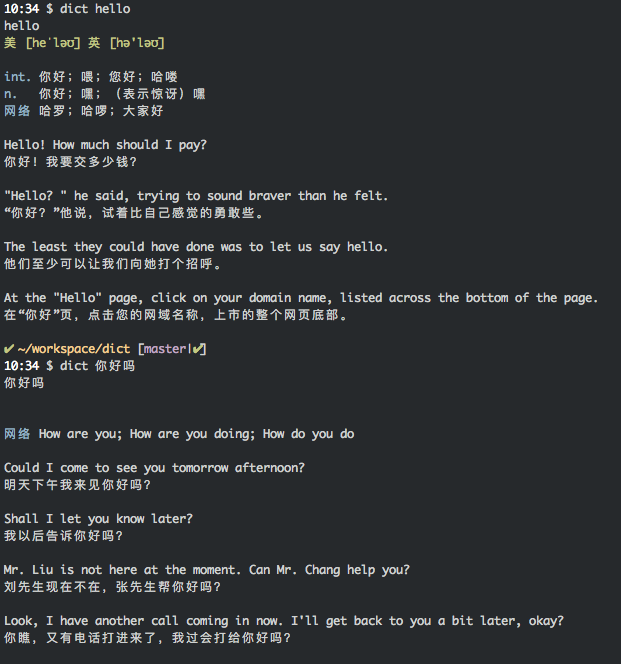 10:34 $ dict hello
hello
美 [heˈləʊ] 英 [hə'ləʊ]
int. 你好；喂；您好；哈喽
n. 你好；嘿；（表示惊讶）嘿
网络 哈罗；哈啰；大家好
Hello! How much should I pay?
你好！我要交多少钱？
"Hello? " he said, trying to sound braver than he felt.
“你好？”他说，试着比自己感觉的勇敢些。
The least they could have done was to let us say hello.
他们至少可以让我们向她打个招呼。
At the "Hello" page, click on your domain name, listed across the bottom of the page.
在“你好”页，点击您的网域名称，上市的整个网页底部。
✔ ~/workspace/dict [master|✔]
10:34 $ dict 你好吗
你好吗
网络 How are you; How are you doing; How do you do
Could I come to see you tomorrow afternoon?
明天下午我来见你好吗？
Shall I let you know later?
我以后告诉你好吗？
Mr. Liu is not here at the moment. Can Mr. Chang help you?
刘先生现在不在，张先生帮你好吗？
Look, I have another call coming in now. I'll get back to you a bit later, okay?
你瞧，又有电话打进来了，我过会打给你好吗？